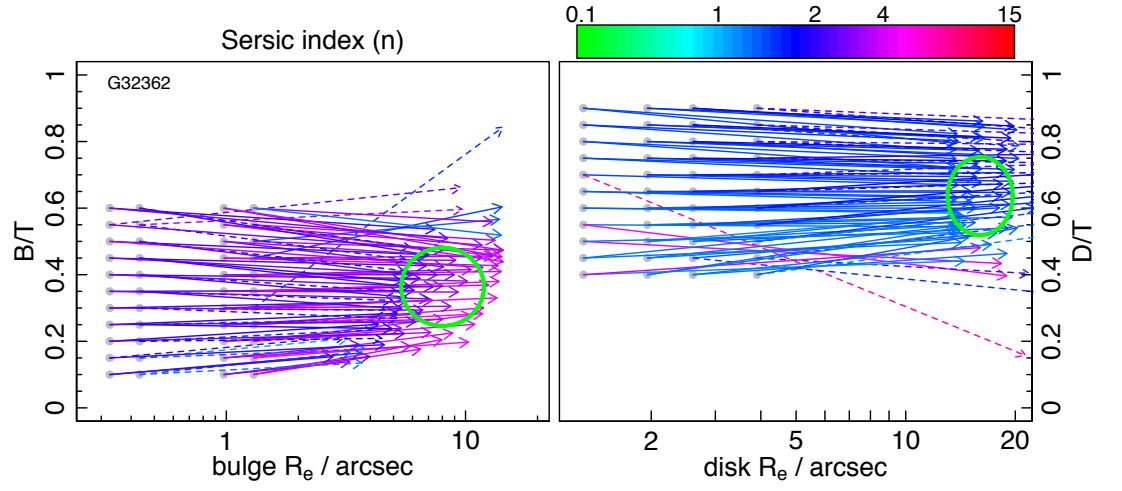 Sersic index (n)
0.1 1 2 4 15
G32362
B/T
0 0.2 0.4 0.6 0.8 1
1 10
bulge Re / arcsec
2 5 10 20
disk Re / arcsec
0 0.2 0.4 0.6 0.8 1
D/T